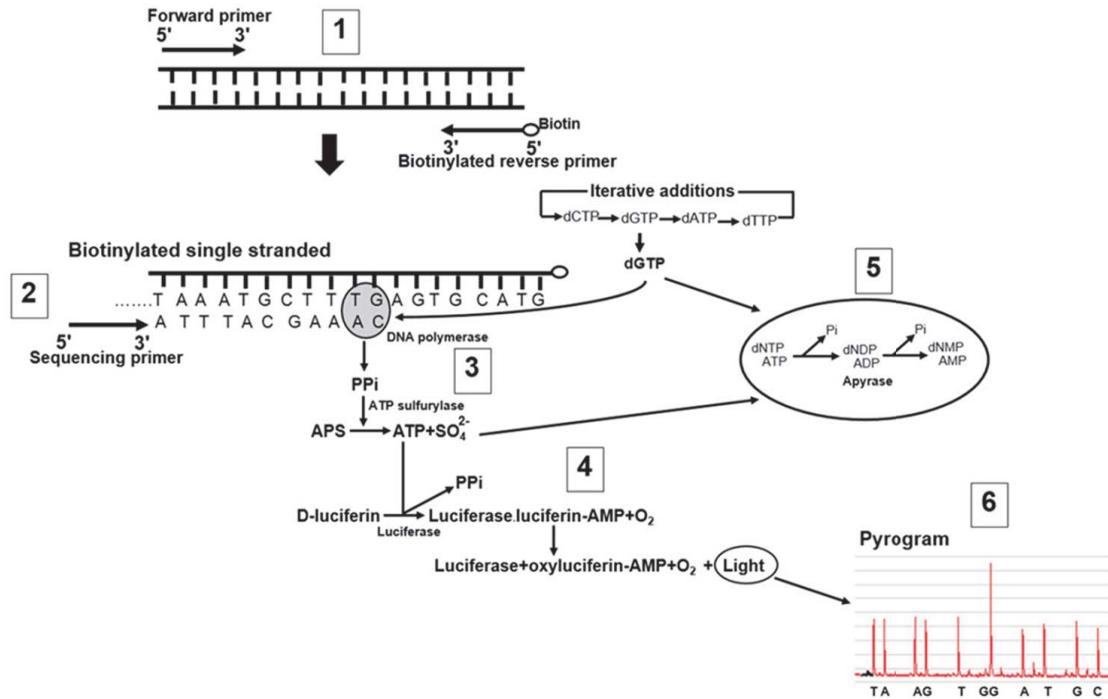 Forward primer
5' 3'
1
Biotin
3' 5'
Biotinylated reverse primer
Iterative additions
dCTP dGTP dATP dTTP
dGTP
Biotinylated single stranded
2
.......T A A A T G C T T T G A G T G C A T G
A T T T A C G A A A C
5' 3'
Sequencing primer
DNA polymerase
3
PPi
ATP sulfurylase
APS ATP+SO₄²⁻
5
Pi Pi
dNTP dNDP dNMP
ATP ADP AMP
Apyrase
4
PPi
D-luciferin Luciferase.luciferin-AMP+O₂
Luciferase
Luciferase+oxyluciferin-AMP+O₂ + Light
6
Pyrogram
T A A G T G G A T G C